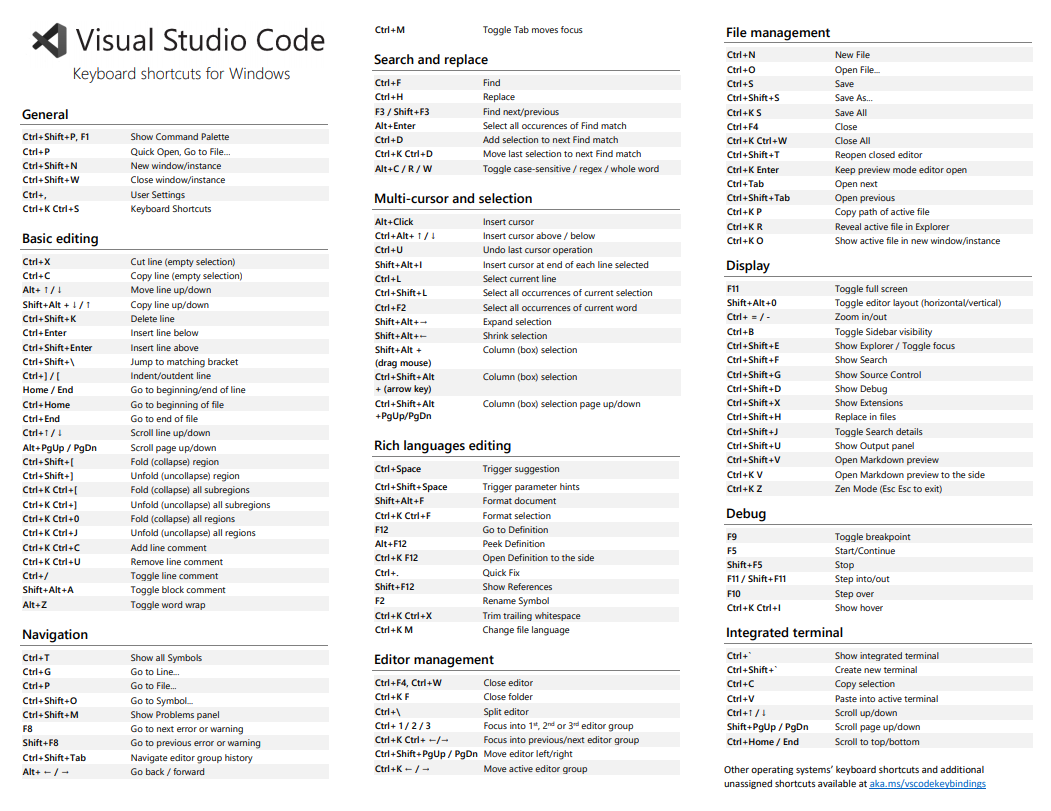 Visual Studio Code
Keyboard shortcuts for Windows
General
Ctrl+Shift+P, F1 Show Command Palette
Ctrl+P Quick Open, Go to File...
Ctrl+Shift+N New window/instance
Ctrl+Shift+W Close window/instance
Ctrl+, User Settings
Ctrl+K Ctrl+S Keyboard Shortcuts
Basic editing
Ctrl+X Cut line (empty selection)
Ctrl+C Copy line (empty selection)
Alt+ ↑ / ↓ Move line up/down
Shift+Alt + ↓ / ↑ Copy line up/down
Ctrl+Shift+K Delete line
Ctrl+Enter Insert line below
Ctrl+Shift+Enter Insert line above
Ctrl+Shift+\ Jump to matching bracket
Ctrl+] / [ Indent/outdent line
Home / End Go to beginning/end of line
Ctrl+Home Go to beginning of file
Ctrl+End Go to end of file
Ctrl+↑ / ↓ Scroll line up/down
Alt+PgUp / PgDn Scroll page up/down
Ctrl+Shift+[ Fold (collapse) region
Ctrl+Shift+] Unfold (uncollapse) region
Ctrl+K Ctrl+[ Fold (collapse) all subregions
Ctrl+K Ctrl+] Unfold (uncollapse) all subregions
Ctrl+K Ctrl+0 Fold (collapse) all regions
Ctrl+K Ctrl+J Unfold (uncollapse) all regions
Ctrl+K Ctrl+C Add line comment
Ctrl+K Ctrl+U Remove line comment
Ctrl+/ Toggle line comment
Shift+Alt+A Toggle block comment
Alt+Z Toggle word wrap
Navigation
Ctrl+T Show all Symbols
Ctrl+G Go to Line...
Ctrl+P Go to File...
Ctrl+Shift+O Go to Symbol...
Ctrl+Shift+M Show Problems panel
F8 Go to next error or warning
Shift+F8 Go to previous error or warning
Ctrl+Shift+Tab Navigate editor group history
Alt+ ← / → Go back / forward
Ctrl+M Toggle Tab moves focus
Search and replace
Ctrl+F Find
Ctrl+H Replace
F3 / Shift+F3 Find next/previous
Alt+Enter Select all occurences of Find match
Ctrl+D Add selection to next Find match
Ctrl+K Ctrl+D Move last selection to next Find match
Alt+C / R / W Toggle case-sensitive / regex / whole word
Multi-cursor and selection
Alt+Click Insert cursor
Ctrl+Alt+ ↑ / ↓ Insert cursor above / below
Ctrl+U Undo last cursor operation
Shift+Alt+I Insert cursor at end of each line selected
Ctrl+L Select current line
Ctrl+Shift+L Select all occurrences of current selection
Ctrl+F2 Select all occurrences of current word
Shift+Alt+→ Expand selection
Shift+Alt+← Shrink selection
Shift+Alt + Column (box) selection
(drag mouse)
Ctrl+Shift+Alt Column (box) selection
+ (arrow key)
Ctrl+Shift+Alt Column (box) selection page up/down
+PgUp/PgDn
Rich languages editing
Ctrl+Space Trigger suggestion
Ctrl+Shift+Space Trigger parameter hints
Shift+Alt+F Format document
Ctrl+K Ctrl+F Format selection
F12 Go to Definition
Alt+F12 Peek Definition
Ctrl+K F12 Open Definition to the side
Ctrl+. Quick Fix
Shift+F12 Show References
F2 Rename Symbol
Ctrl+K Ctrl+X Trim trailing whitespace
Ctrl+K M Change file language
Editor management
Ctrl+F4, Ctrl+W Close editor
Ctrl+K F Close folder
Ctrl+\ Split editor
Ctrl+ 1 / 2 / 3 Focus into 1st, 2nd or 3rd editor group
Ctrl+K Ctrl+ ←/→ Focus into previous/next editor group
Ctrl+Shift+PgUp / PgDn Move editor left/right
Ctrl+K ← / → Move active editor group
File management
Ctrl+N New File
Ctrl+O Open File...
Ctrl+S Save
Ctrl+Shift+S Save As...
Ctrl+K S Save All
Ctrl+F4 Close
Ctrl+K Ctrl+W Close All
Ctrl+Shift+T Reopen closed editor
Ctrl+K Enter Keep preview mode editor open
Ctrl+Tab Open next
Ctrl+Shift+Tab Open previous
Ctrl+K P Copy path of active file
Ctrl+K R Reveal active file in Explorer
Ctrl+K O Show active file in new window/instance
Display
F11 Toggle full screen
Shift+Alt+0 Toggle editor layout (horizontal/vertical)
Ctrl+ = / - Zoom in/out
Ctrl+B Toggle Sidebar visibility
Ctrl+Shift+E Show Explorer / Toggle focus
Ctrl+Shift+F Show Search
Ctrl+Shift+G Show Source Control
Ctrl+Shift+D Show Debug
Ctrl+Shift+X Show Extensions
Ctrl+Shift+H Replace in files
Ctrl+Shift+J Toggle Search details
Ctrl+Shift+U Show Output panel
Ctrl+Shift+V Open Markdown preview
Ctrl+K V Open Markdown preview to the side
Ctrl+K Z Zen Mode (Esc Esc to exit)
Debug
F9 Toggle breakpoint
F5 Start/Continue
Shift+F5 Stop
F11 / Shift+F11 Step into/out
F10 Step over
Ctrl+K Ctrl+I Show hover
Integrated terminal
Ctrl+` Show integrated terminal
Ctrl+Shift+` Create new terminal
Ctrl+C Copy selection
Ctrl+V Paste into active terminal
Ctrl+↑ / ↓ Scroll up/down
Shift+PgUp / PgDn Scroll page up/down
Ctrl+Home / End Scroll to top/bottom
Other operating systems' keyboard shortcuts and additional
unassigned shortcuts available at aka.ms/vscodekeybindings